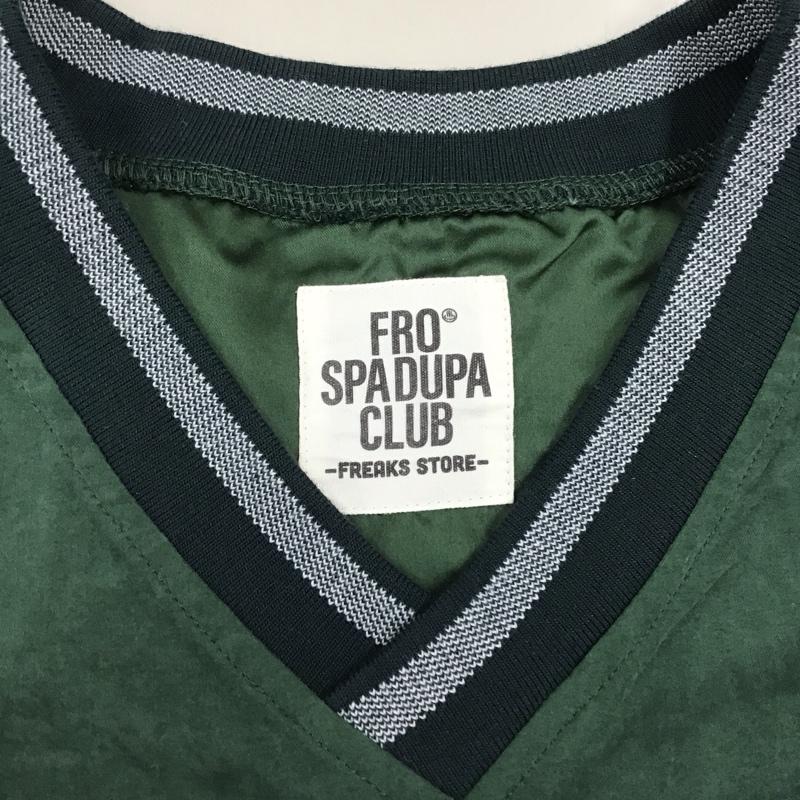 FRO
SPADUPA
CLUB
-FREAKS STORE-